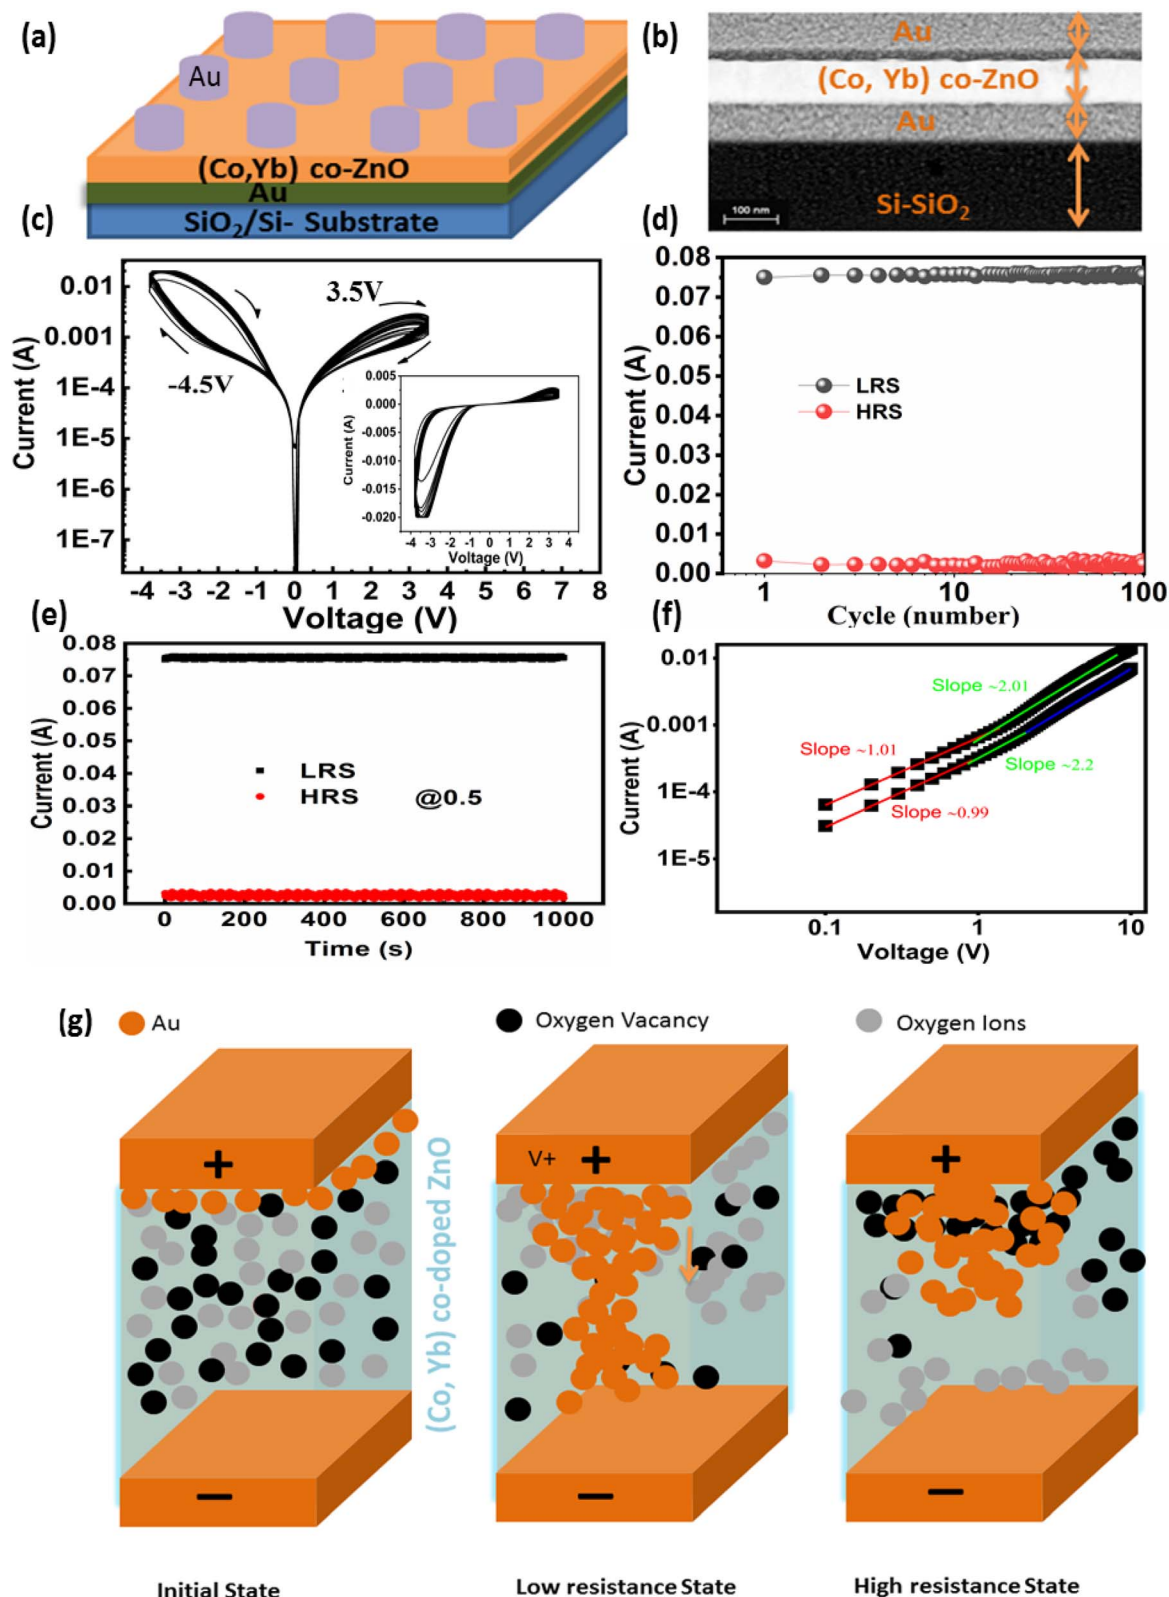 (a)
Au
(Co,Yb) co-ZnO
Au
SiO₂/Si- Substrate
(b)
Au
(Co, Yb) co-ZnO
Au
Si-SiO₂
100 nm
(c)
Current (A)
0.01
0.001
1E-4
1E-5
1E-6
1E-7
-4.5V
3.5V
-4 -3 -2 -1 0 1 2 3 4 5 6 7 8
Voltage (V)
Current (A)
0.005
0.000
-0.005
-0.010
-0.015
-0.020
-4 -3 -2 -1 0 1 2 3 4
Voltage (V)
(d)
Current (A)
0.08
0.07
0.06
0.05
0.04
0.03
0.02
0.01
0.00
LRS
HRS
1 10 100
Cycle (number)
(e)
Current (A)
0.08
0.07
0.06
0.05
0.04
0.03
0.02
0.01
0.00
LRS
HRS @0.5
0 200 400 600 800 1000
Time (s)
(f)
Current (A)
0.01
0.001
1E-4
1E-5
Slope ~2.01
Slope ~1.01
Slope ~2.2
Slope ~0.99
0.1 1 10
Voltage (V)
(g)
Au
Oxygen Vacancy
Oxygen Ions
+
−
(Co, Yb) co-doped ZnO
V+ +
−
+
−
Initial State
Low resistance State
High resistance State